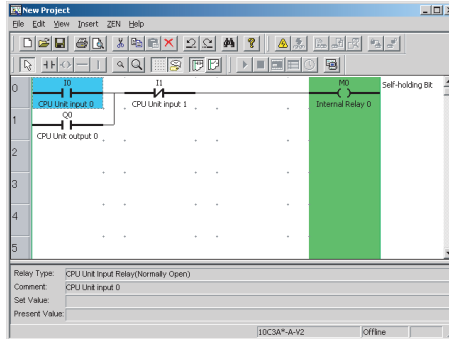 New Project
File Edit View Insert ZEN Help
0 I0 I1 M0 Self-holding Bit
CPU Unit input 0 CPU Unit input 1 Internal Relay 0
1 Q0
CPU Unit output 0
2
3
4
5
Relay Type: CPU Unit Input Relay(Normally Open)
Comment: CPU Unit input 0
Set Value:
Present Value:
10C3A*-A-V2 Offline